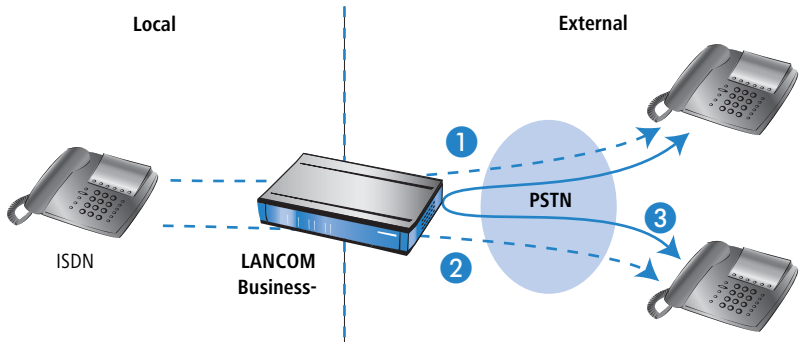 Local
External
1
PSTN
3
ISDN
LANCOM
Business-
2